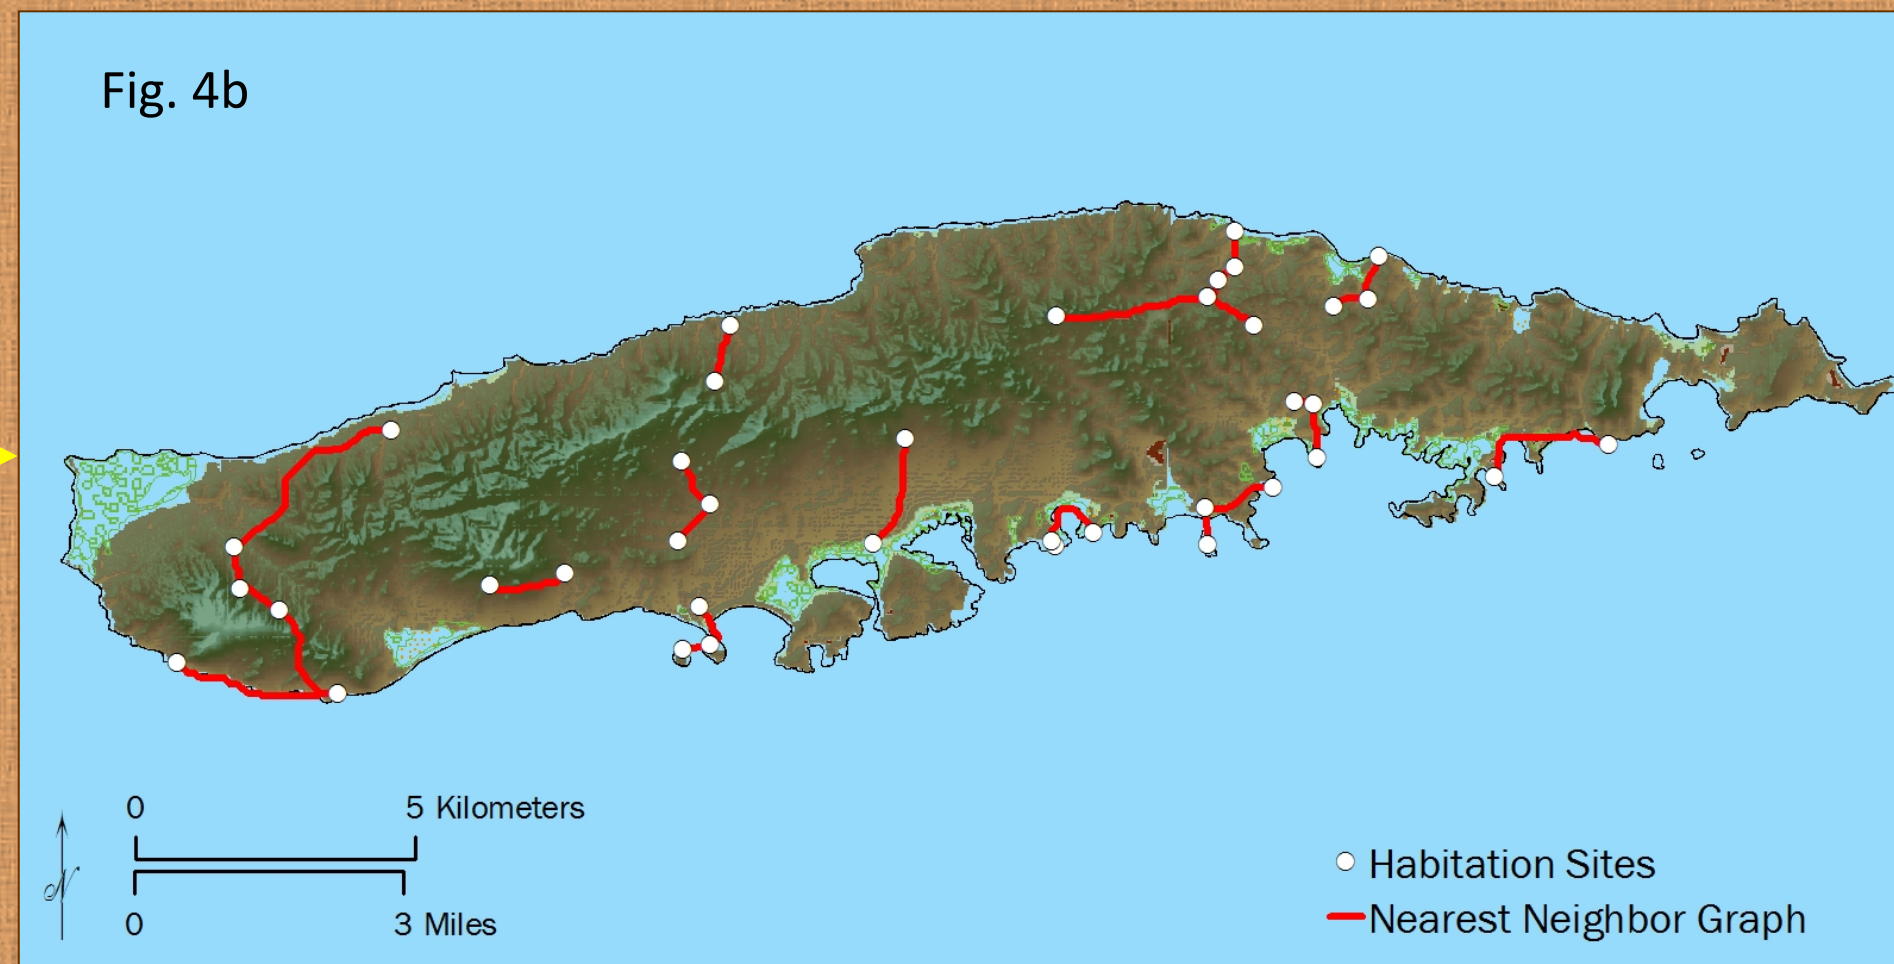 Fig. 4b
0 5 Kilometers
0 3 Miles
N
Habitation Sites
Nearest Neighbor Graph